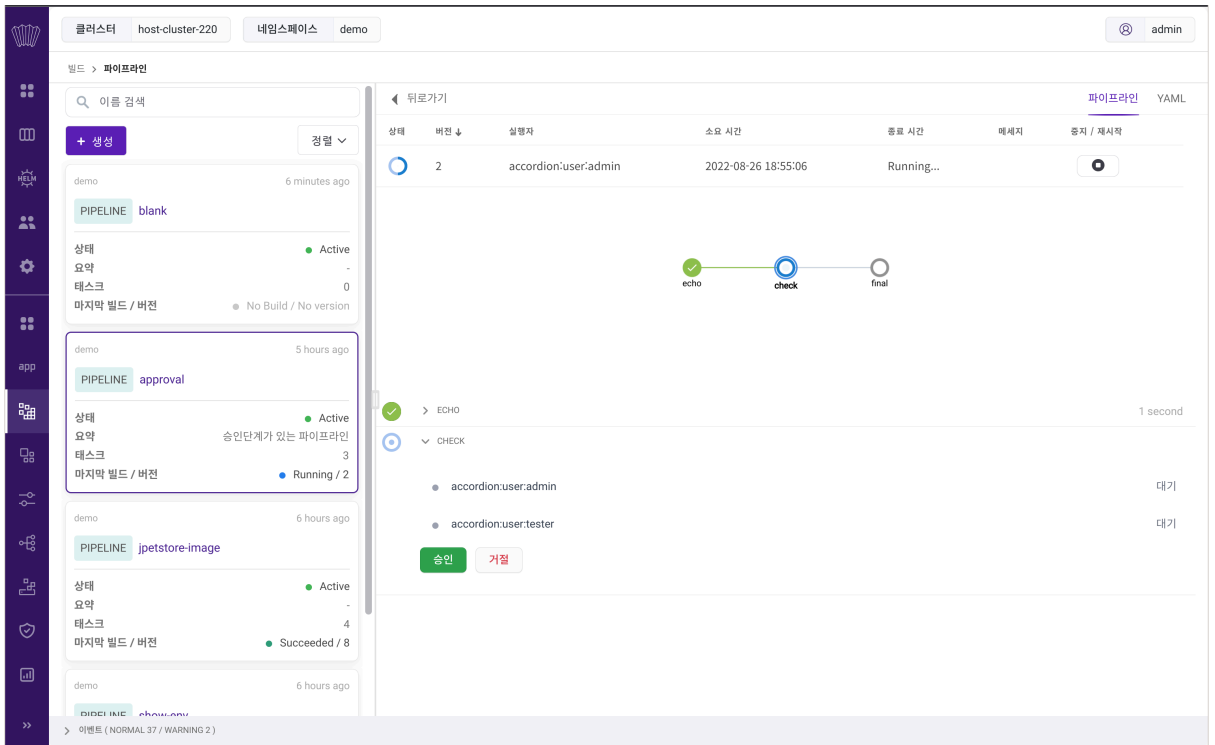 클러스터 host-cluster-220 네임스페이스 demo admin
빌드 > 파이프라인
이름 검색
+ 생성 정렬
HELM
app
demo 6 minutes ago
PIPELINE blank
상태 Active
요약 -
태스크 0
마지막 빌드 / 버전 No Build / No version
demo 5 hours ago
PIPELINE approval
상태 Active
요약 승인단계가 있는 파이프라인
태스크 3
마지막 빌드 / 버전 Running / 2
demo 6 hours ago
PIPELINE jpetstore-image
상태 Active
요약 -
태스크 4
마지막 빌드 / 버전 Succeeded / 8
demo 6 hours ago
PIPELINE show-env
뒤로가기 파이프라인 YAML
상태 버전 ↓ 실행자 소요 시간 종료 시간 메세지 중지 / 재시작
2 accordion:user:admin 2022-08-26 18:55:06 Running...
echo check final
ECHO 1 second
CHECK
accordion:user:admin 대기
accordion:user:tester 대기
승인 거절
이벤트 ( NORMAL 37 / WARNING 2 )